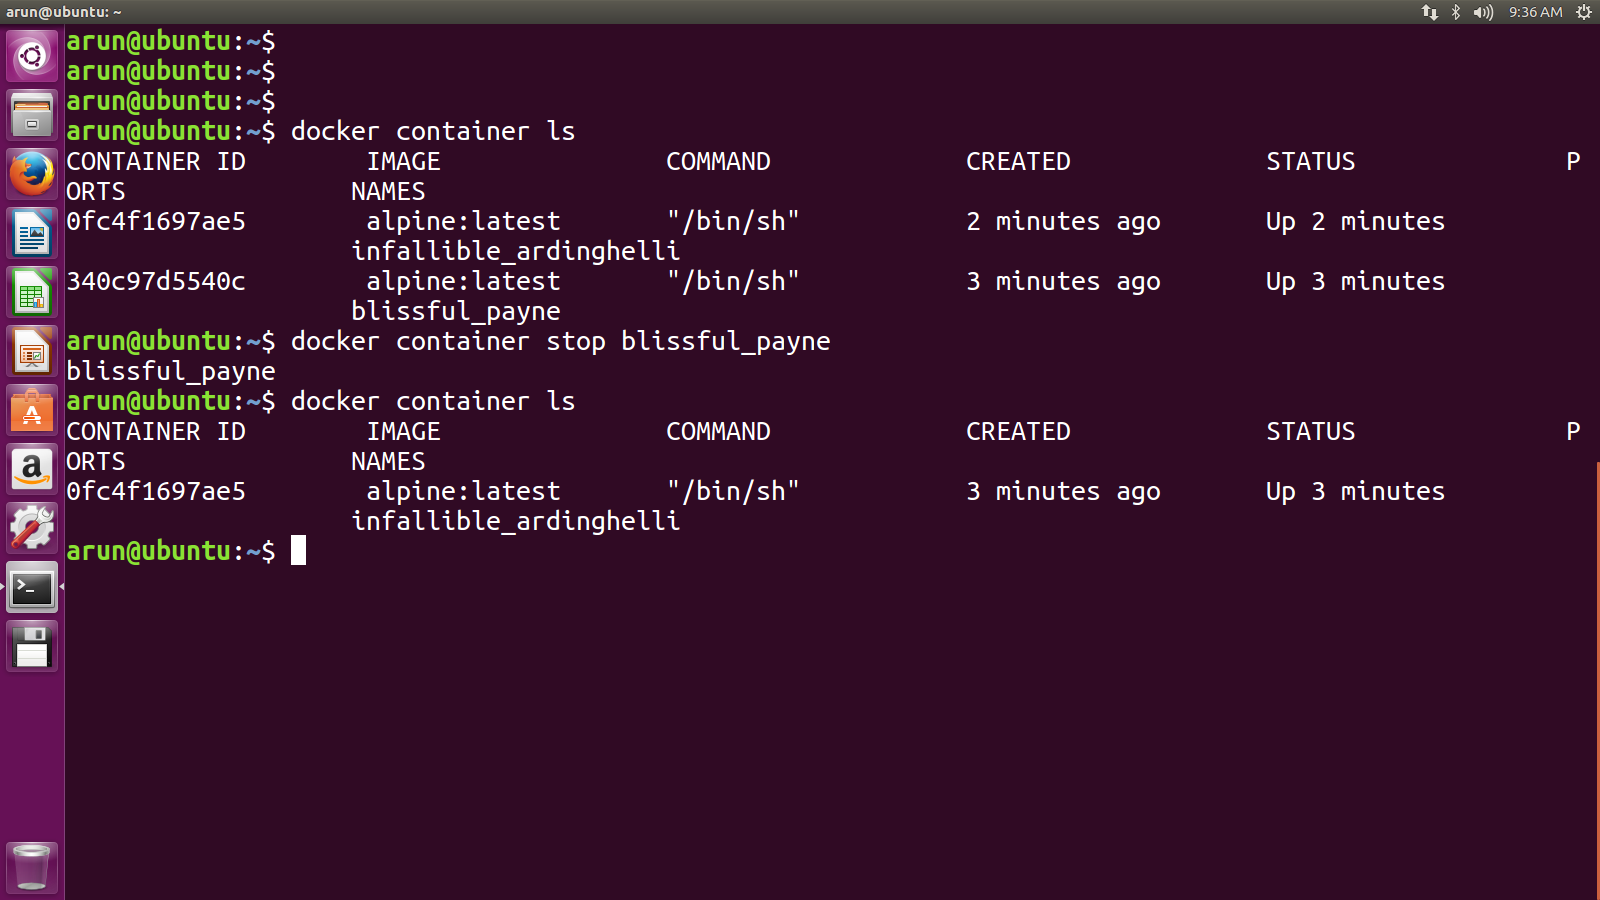 arun@ubuntu: ~
9:36 AM
arun@ubuntu:~$
arun@ubuntu:~$
arun@ubuntu:~$
arun@ubuntu:~$ docker container ls
CONTAINER ID        IMAGE               COMMAND             CREATED             STATUS              P
ORTS               NAMES
0fc4f1697ae5        alpine:latest       "/bin/sh"           2 minutes ago       Up 2 minutes
                   infallible_ardinghelli
340c97d5540c        alpine:latest       "/bin/sh"           3 minutes ago       Up 3 minutes
                   blissful_payne
arun@ubuntu:~$ docker container stop blissful_payne
blissful_payne
arun@ubuntu:~$ docker container ls
CONTAINER ID        IMAGE               COMMAND             CREATED             STATUS              P
ORTS               NAMES
0fc4f1697ae5        alpine:latest       "/bin/sh"           3 minutes ago       Up 3 minutes
                   infallible_ardinghelli
arun@ubuntu:~$